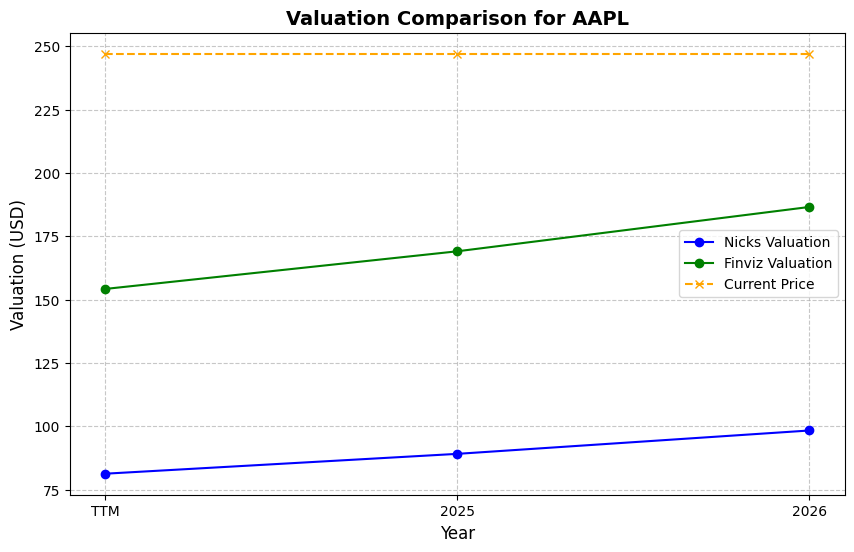 Valuation Comparison for AAPL
Valuation (USD)
250
225
200
175
150
125
100
75
Nicks Valuation
Finviz Valuation
Current Price
TTM 2025 2026
Year